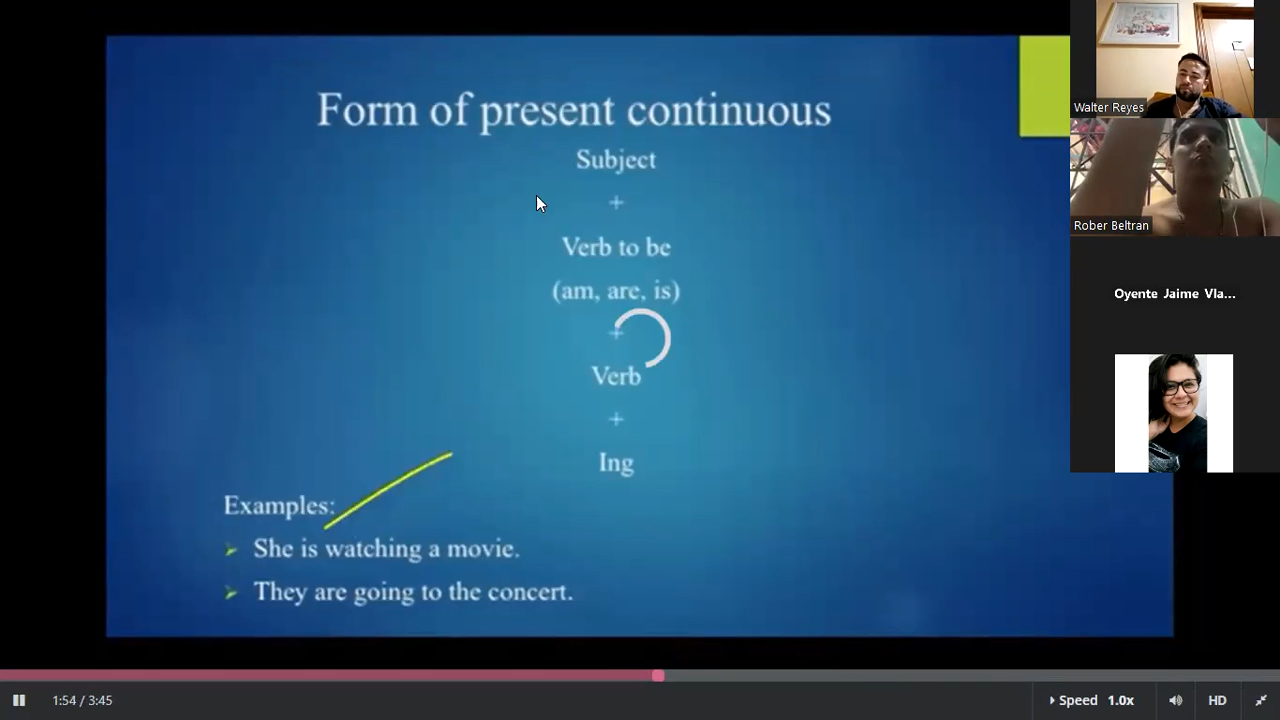 Form of present continuous
Subject
+
Verb to be
(am, are, is)
+
Verb
+
Ing
Examples:
She is watching a movie.
They are going to the concert.
Walter Reyes
Rober Beltran
Oyente Jaime Vla...
1:54 / 3:45
Speed 1.0x
HD